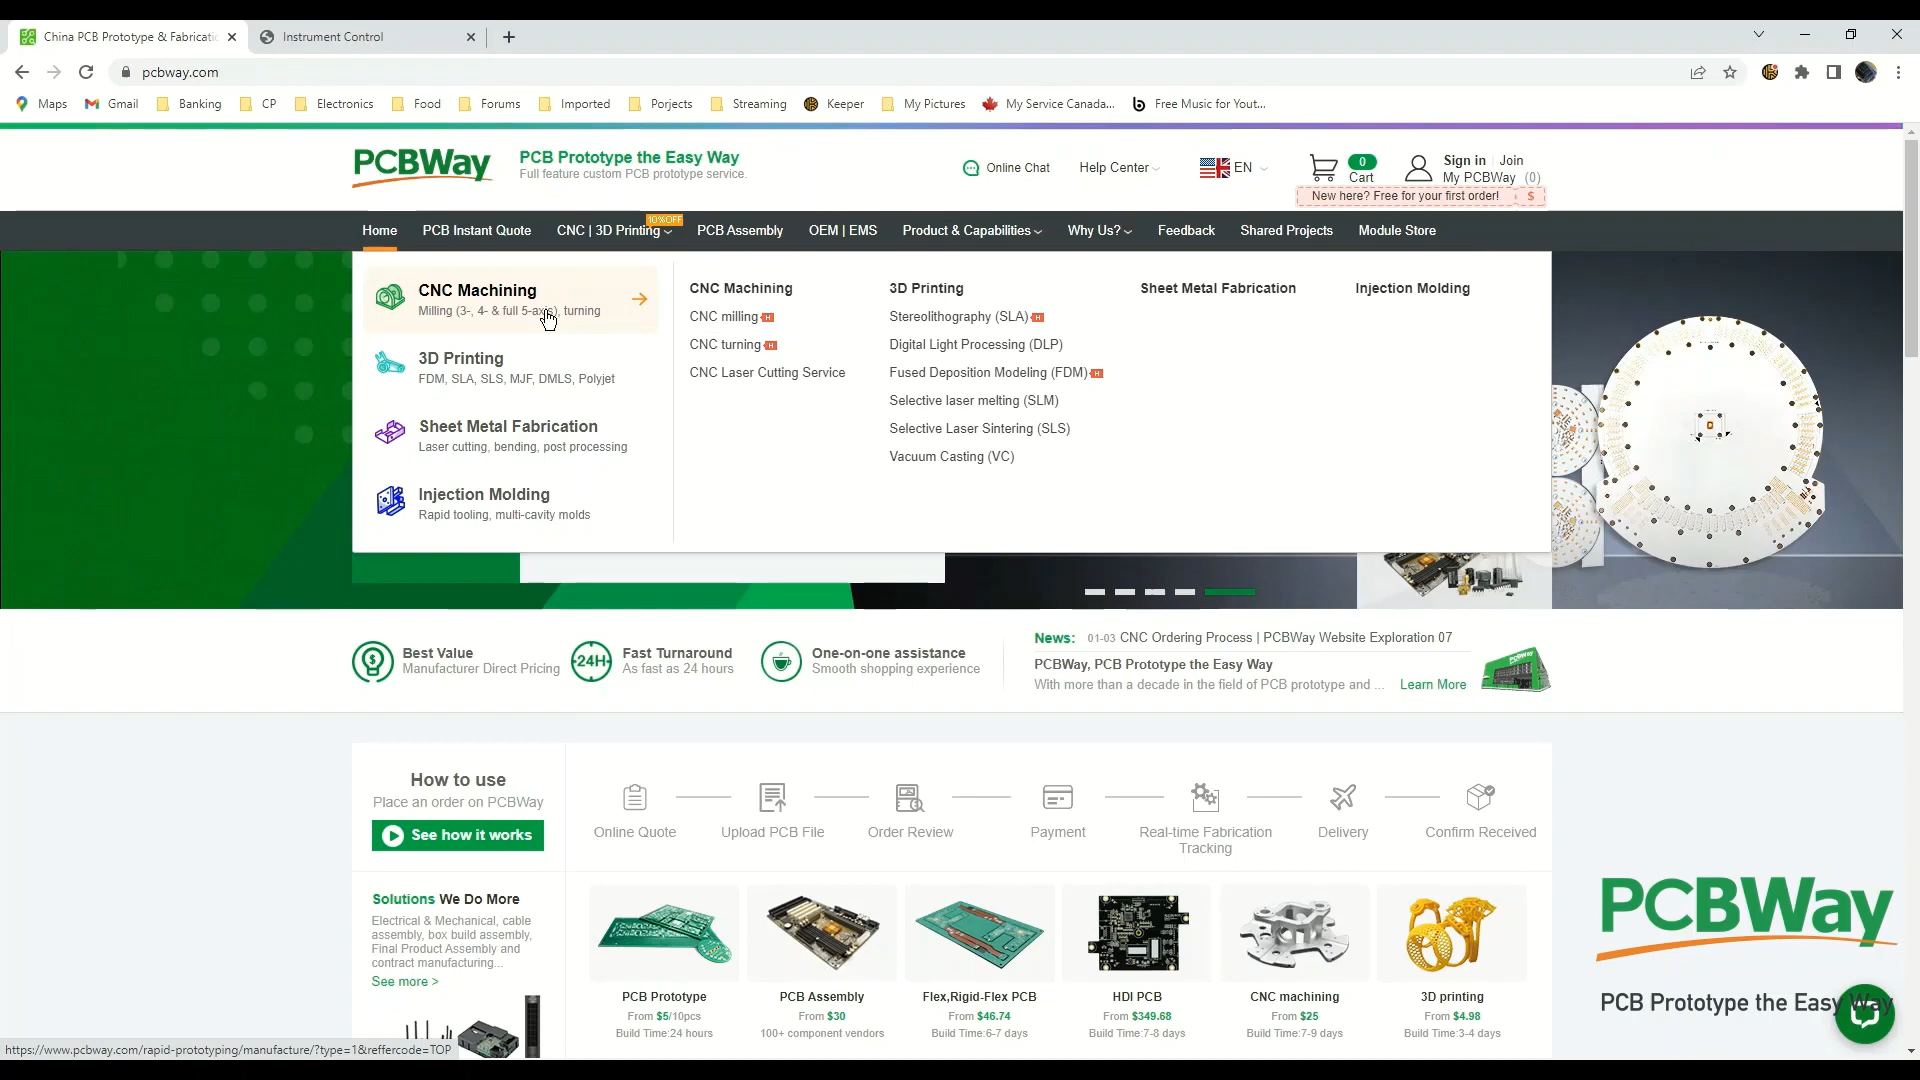 China PCB Prototype & Fabricatic
Instrument Control
pcbway.com
Maps
Gmail
Banking
CP
Electronics
Food
Forums
Imported
Porjects
Streaming
Keeper
My Pictures
My Service Canada...
Free Music for Yout...
PCBWay
PCB Prototype the Easy Way
Full feature custom PCB prototype service.
Online Chat
Help Center
EN
0
Cart
Sign in
Join
My PCBWay (0)
New here? Free for your first order!
$
10%OFF
Home
PCB Instant Quote
CNC | 3D Printing
PCB Assembly
OEM | EMS
Product & Capabilities
Why Us?
Feedback
Shared Projects
Module Store
CNC Machining
Milling (3-, 4- & full 5-axis), turning
3D Printing
FDM, SLA, SLS, MJF, DMLS, Polyjet
Sheet Metal Fabrication
Laser cutting, bending, post processing
Injection Molding
Rapid tooling, multi-cavity molds
CNC Machining
CNC milling H
CNC turning H
CNC Laser Cutting Service
3D Printing
Stereolithography (SLA) H
Digital Light Processing (DLP)
Fused Deposition Modeling (FDM) H
Selective laser melting (SLM)
Selective Laser Sintering (SLS)
Vacuum Casting (VC)
Sheet Metal Fabrication
Injection Molding
Best Value
Manufacturer Direct Pricing
24H
Fast Turnaround
As fast as 24 hours
One-on-one assistance
Smooth shopping experience
News: 01-03 CNC Ordering Process | PCBWay Website Exploration 07
PCBWay, PCB Prototype the Easy Way
With more than a decade in the field of PCB prototype and ... Learn More
How to use
Place an order on PCBWay
See how it works
Online Quote
Upload PCB File
Order Review
Payment
Real-time Fabrication
Tracking
Delivery
Confirm Received
Solutions We Do More
Electrical & Mechanical, cable
assembly, box build assembly,
Final Product Assembly and
contract manufacturing...
See more >
PCB Prototype
From $5/10pcs
Build Time:24 hours
PCB Assembly
From $30
100+ component vendors
Flex,Rigid-Flex PCB
From $46.74
Build Time:6-7 days
HDI PCB
From $349.68
Build Time:7-8 days
CNC machining
From $25
Build Time:7-9 days
3D printing
From $4.98
Build Time:3-4 days
PCBWay
PCB Prototype the Easy Way
https://www.pcbway.com/rapid-prototyping/manufacture/?type=1&reffercode=TOP